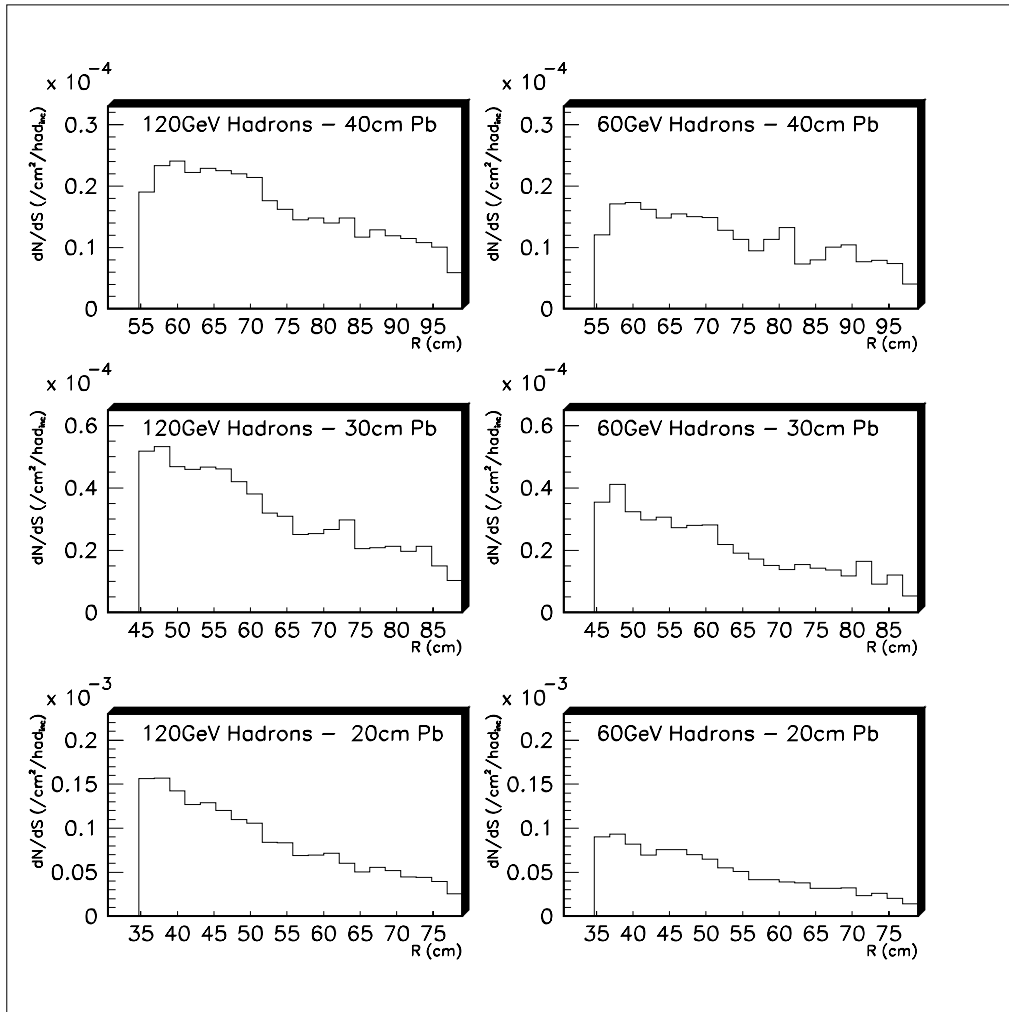 x 10⁻⁴
120GeV Hadrons – 40cm Pb
dN/dS (/cm²/had_inc)
0.3
0.2
0.1
0
55 60 65 70 75 80 85 90 95
R (cm)
x 10⁻⁴
60GeV Hadrons – 40cm Pb
dN/dS (/cm²/had_inc)
0.3
0.2
0.1
0
55 60 65 70 75 80 85 90 95
R (cm)
x 10⁻⁴
120GeV Hadrons – 30cm Pb
dN/dS (/cm²/had_inc)
0.6
0.4
0.2
0
45 50 55 60 65 70 75 80 85
R (cm)
x 10⁻⁴
60GeV Hadrons – 30cm Pb
dN/dS (/cm²/had_inc)
0.6
0.4
0.2
0
45 50 55 60 65 70 75 80 85
R (cm)
x 10⁻³
120GeV Hadrons – 20cm Pb
dN/dS (/cm²/had_inc)
0.2
0.15
0.1
0.05
0
35 40 45 50 55 60 65 70 75
R (cm)
x 10⁻³
60GeV Hadrons – 20cm Pb
dN/dS (/cm²/had_inc)
0.2
0.15
0.1
0.05
0
35 40 45 50 55 60 65 70 75
R (cm)